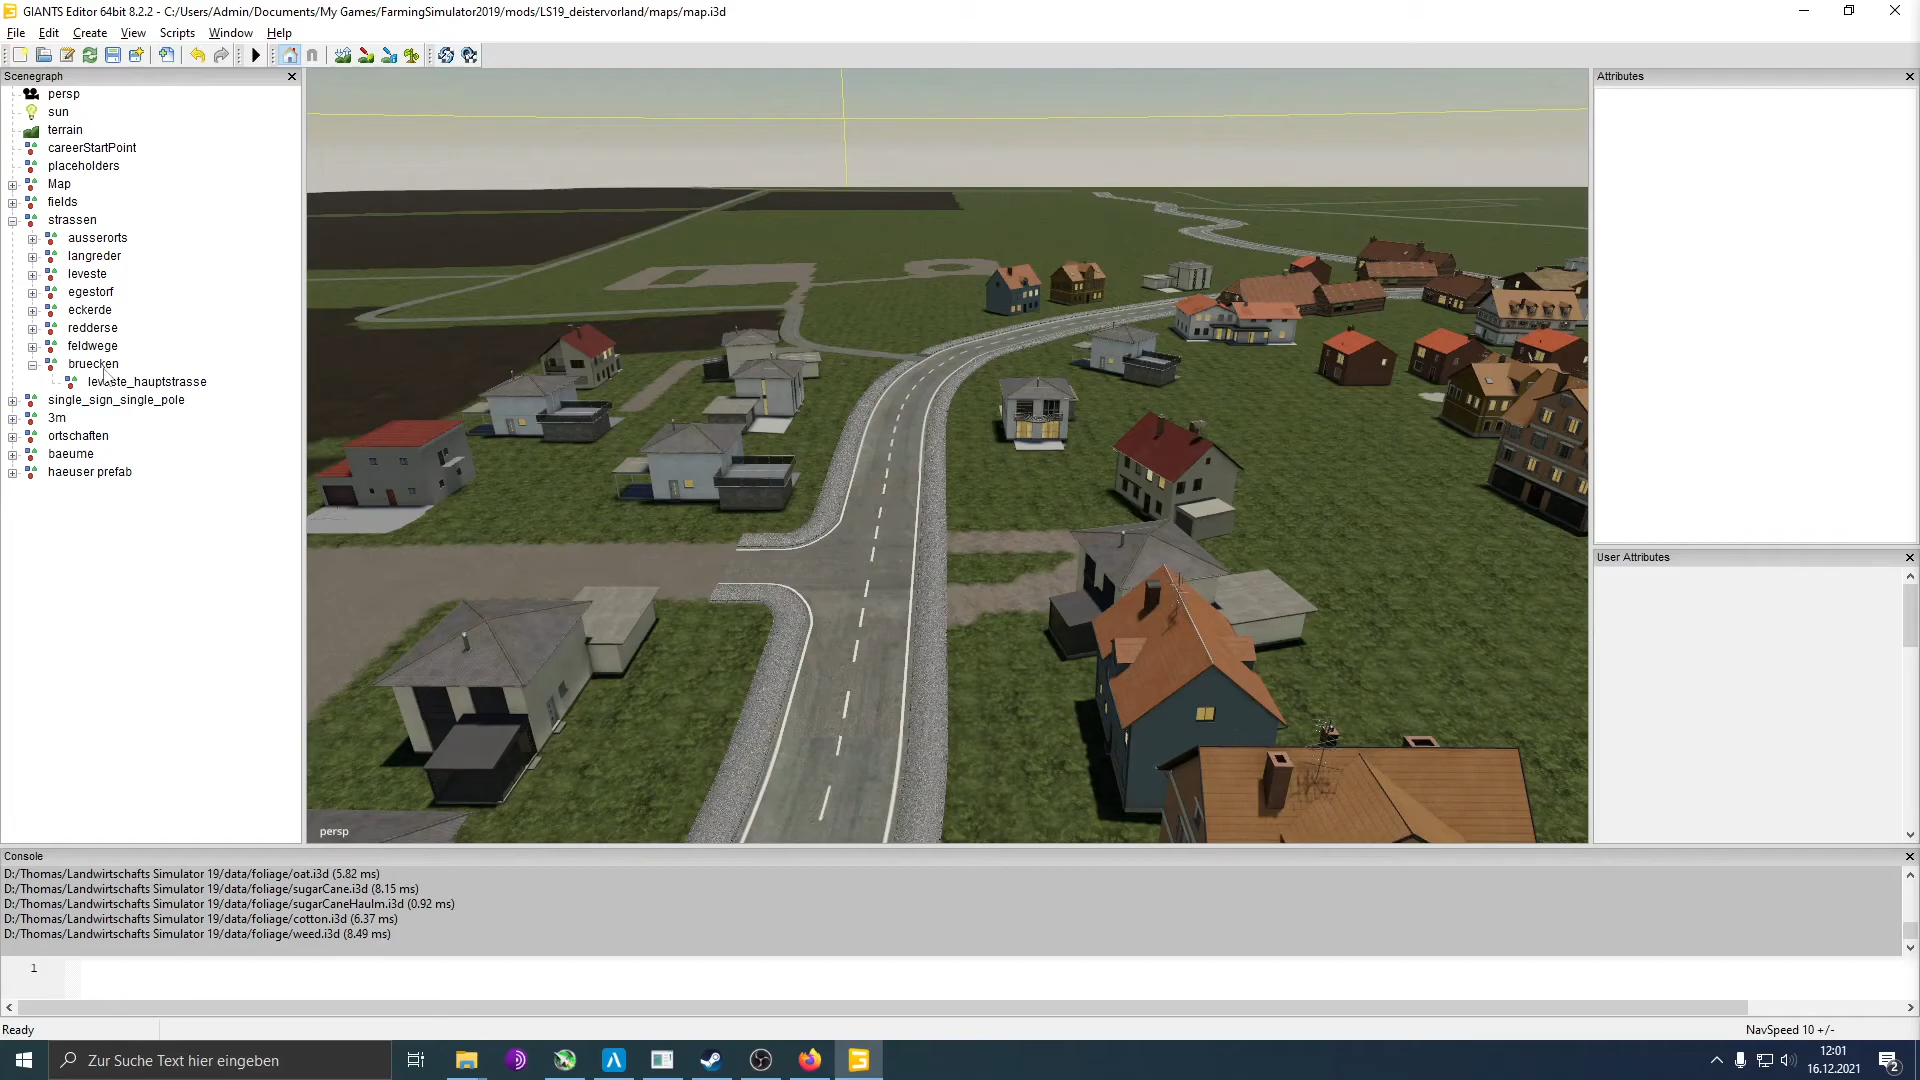 GIANTS Editor 64bit 8.2.2 - C:/Users/Admin/Documents/My Games/FarmingSimulator2019/mods/LS19_deistervorland/maps/map.i3d
File Edit Create View Scripts Window Help
Scenegraph
persp
sun
terrain
careerStartPoint
placeholders
Map
fields
strassen
ausserorts
langreder
leveste
egestorf
eckerde
redderse
feldwege
bruecken
leveste_hauptstrasse
single_sign_single_pole
3m
ortschaften
baeume
haeuser prefab
persp
Attributes
User Attributes
Console
D:/Thomas/Landwirtschafts Simulator 19/data/foliage/oat.i3d (5.82 ms)
D:/Thomas/Landwirtschafts Simulator 19/data/foliage/sugarCane.i3d (8.15 ms)
D:/Thomas/Landwirtschafts Simulator 19/data/foliage/sugarCaneHaulm.i3d (0.92 ms)
D:/Thomas/Landwirtschafts Simulator 19/data/foliage/cotton.i3d (6.37 ms)
D:/Thomas/Landwirtschafts Simulator 19/data/foliage/weed.i3d (8.49 ms)
1
Ready
NavSpeed 10 +/-
Zur Suche Text hier eingeben
12:01
16.12.2021
2